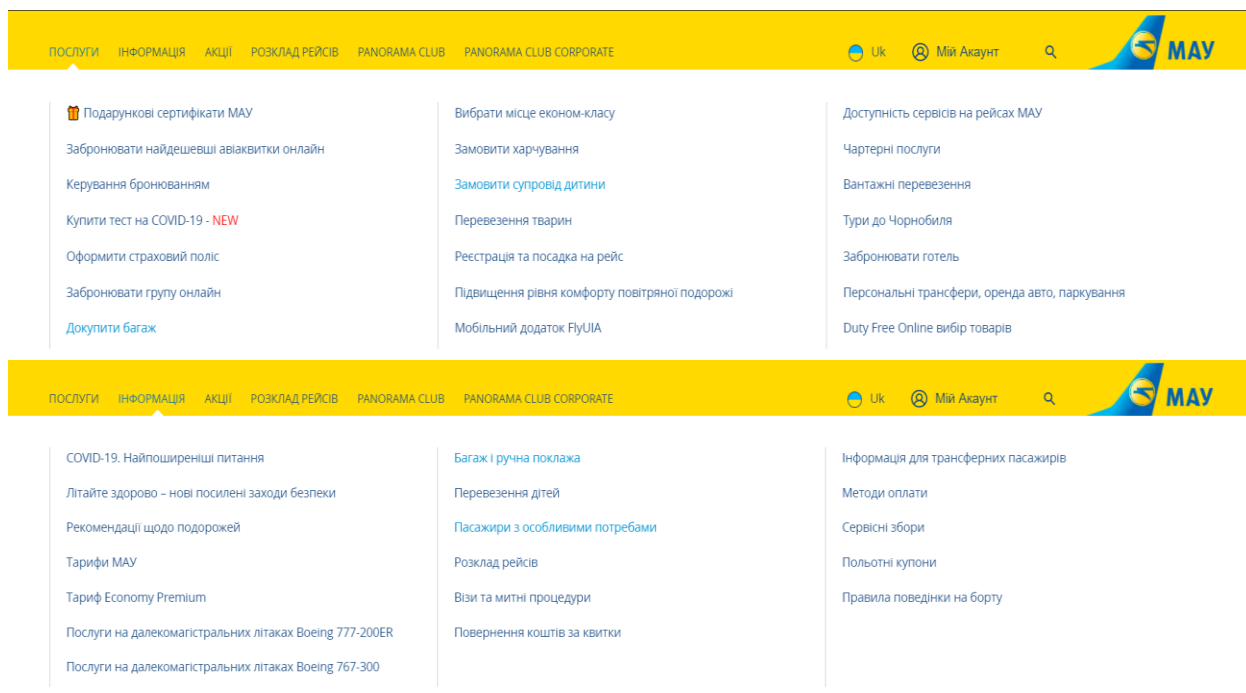 ПОСЛУГИ ІНФОРМАЦІЯ АКЦІЇ РОЗКЛАД РЕЙСІВ PANORAMA CLUB PANORAMA CLUB CORPORATE Uk Мій Акаунт МАУ
Подарункові сертифікати МАУ
Забронювати найдешевші авіаквитки онлайн
Керування бронюванням
Купити тест на COVID-19 - NEW
Оформити страховий поліс
Забронювати групу онлайн
Докупити багаж
Вибрати місце економ-класу
Замовити харчування
Замовити супровід дитини
Перевезення тварин
Реєстрація та посадка на рейс
Підвищення рівня комфорту повітряної подорожі
Мобільний додаток FlyUIA
Доступність сервісів на рейсах МАУ
Чартерні послуги
Вантажні перевезення
Тури до Чорнобиля
Забронювати готель
Персональні трансфери, оренда авто, паркування
Duty Free Online вибір товарів
ПОСЛУГИ ІНФОРМАЦІЯ АКЦІЇ РОЗКЛАД РЕЙСІВ PANORAMA CLUB PANORAMA CLUB CORPORATE Uk Мій Акаунт МАУ
COVID-19. Найпоширеніші питання
Літайте здорово – нові посилені заходи безпеки
Рекомендації щодо подорожей
Тарифи МАУ
Тариф Economy Premium
Послуги на далекомагістральних літаках Boeing 777-200ER
Послуги на далекомагістральних літаках Boeing 767-300
Багаж і ручна поклажа
Перевезення дітей
Пасажири з особливими потребами
Розклад рейсів
Візи та митні процедури
Повернення коштів за квитки
Інформація для трансферних пасажирів
Методи оплати
Сервісні збори
Польотні купони
Правила поведінки на борту